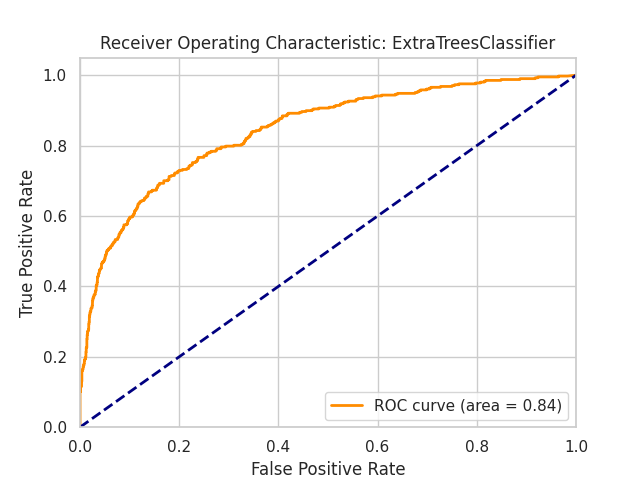 Receiver Operating Characteristic: ExtraTreesClassifier
1.0
0.8
0.6
0.4
0.2
0.0
True Positive Rate
ROC curve (area = 0.84)
0.0 0.2 0.4 0.6 0.8 1.0
False Positive Rate